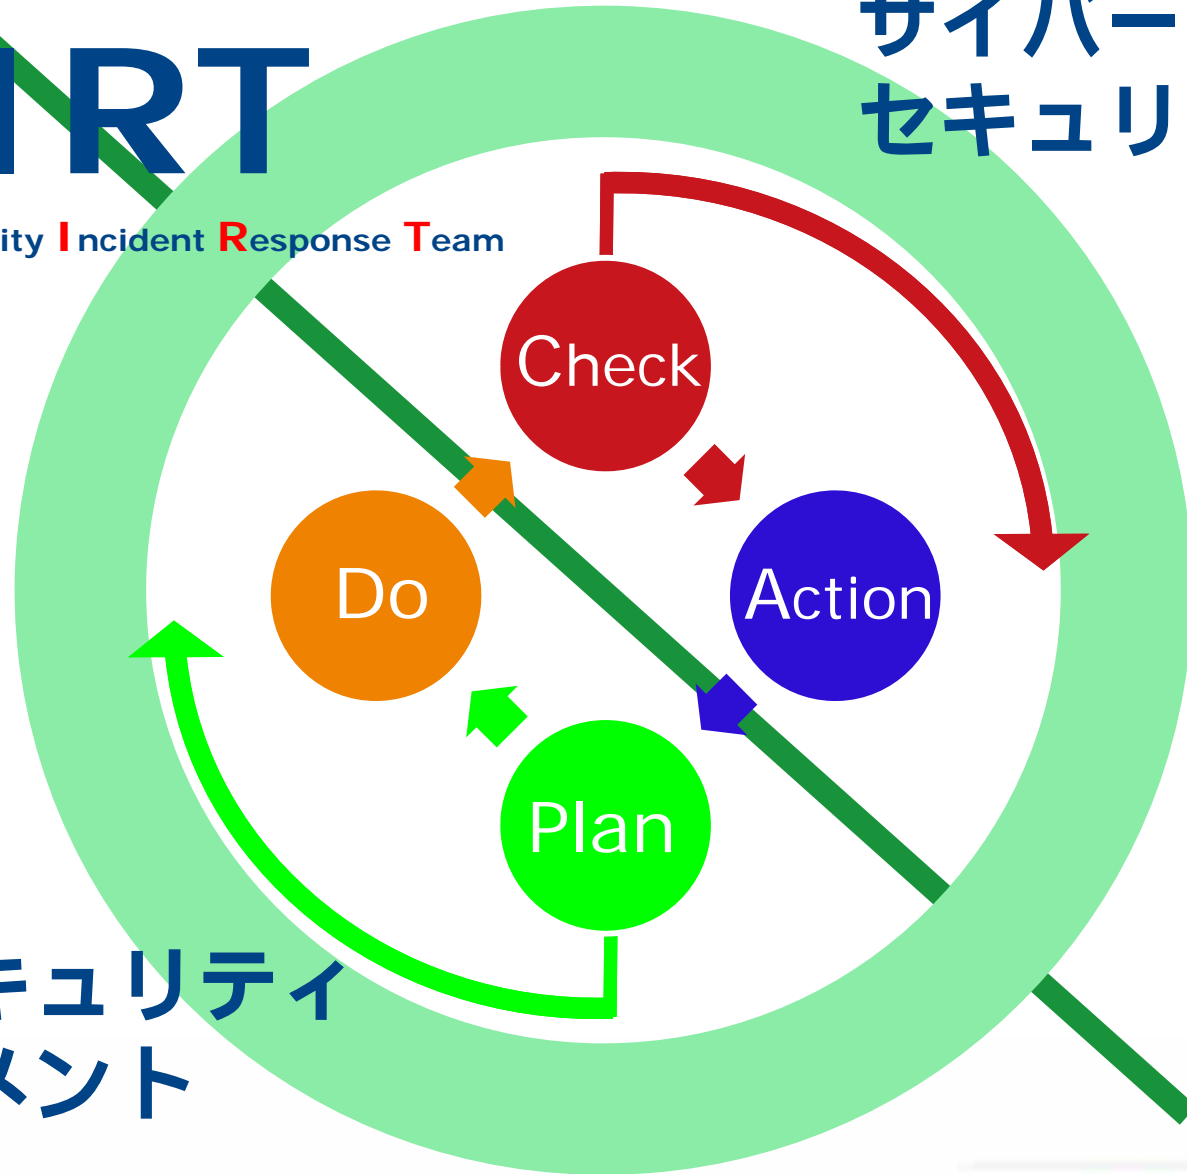 サイバー
セキュリ
IRT
ity Incident Response Team
Check
Do
Action
Plan
キュリティ
メント